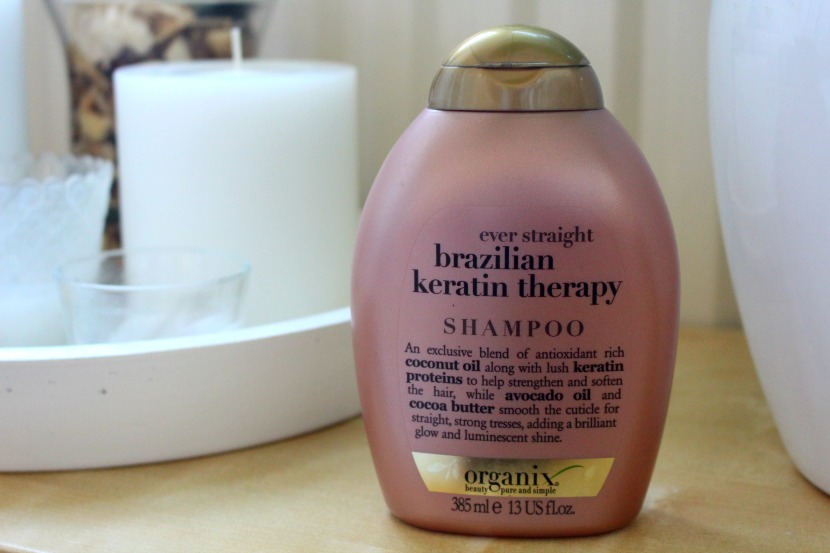 ever straight
brazilian
keratin therapy
SHAMPOO
An exclusive blend of antioxidant rich
coconut oil along with lush keratin
proteins to help strengthen and soften
the hair, while avocado oil and
cocoa butter smooth the cuticle for
straight, strong tresses, adding a brilliant
glow and luminescent shine.
organix®
beauty pure and simple
385 ml e 13 US fl.oz.